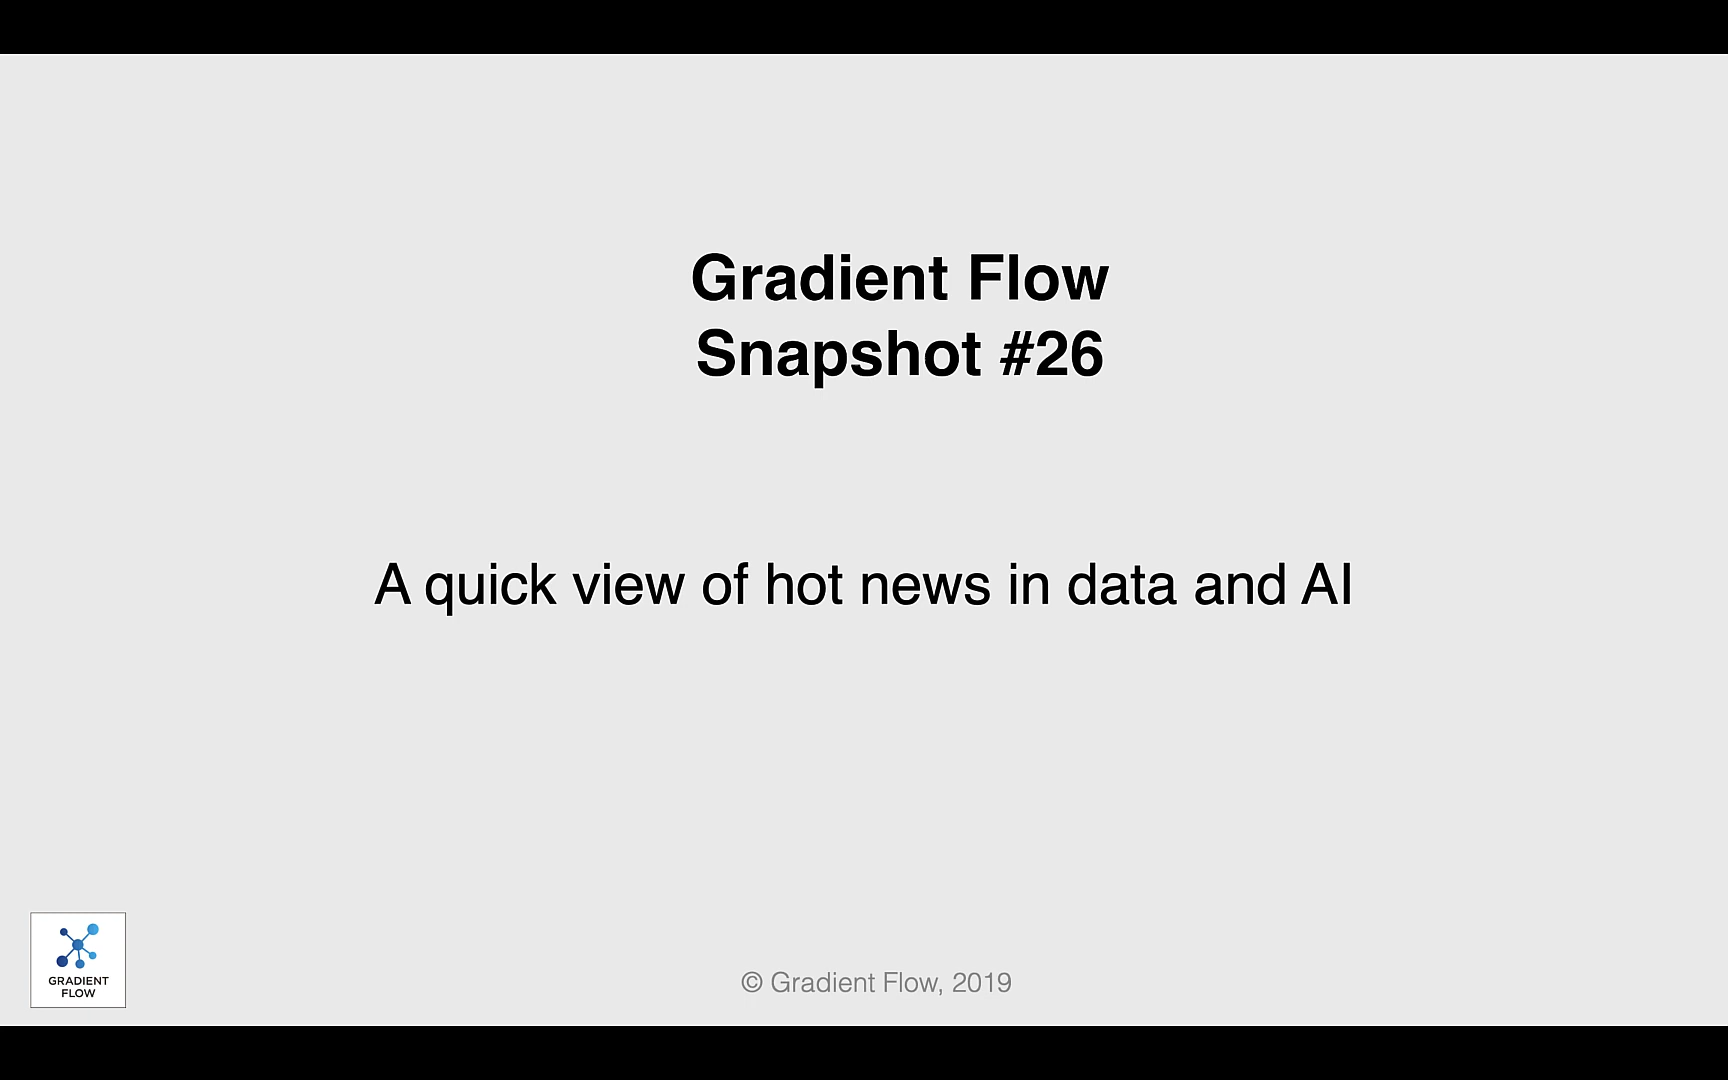 Gradient Flow
Snapshot #26
A quick view of hot news in data and AI
GRADIENT
FLOW
© Gradient Flow, 2019